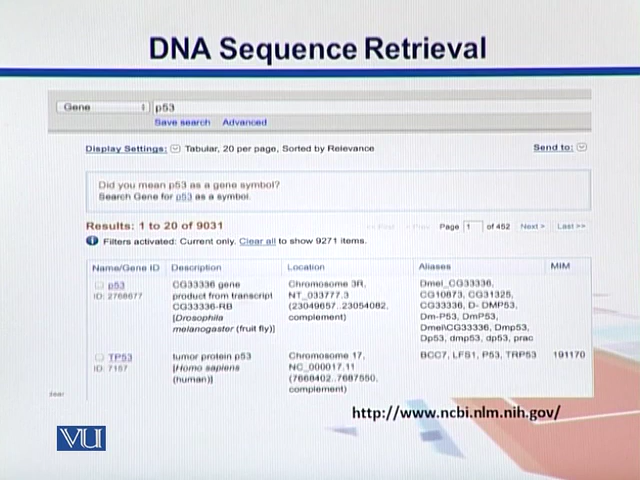 DNA Sequence Retrieval
Gene p53
Save search Advanced
Display Settings: Tabular, 20 per page, Sorted by Relevance Send to:
Did you mean p53 as a gene symbol?
Search Gene for p53 as a symbol.
Results: 1 to 20 of 9031 << First < Prev Page 1 of 452 Next > Last >>
Filters activated: Current only. Clear all to show 9271 items.
Name/Gene ID Description Location Aliases MIM
p53 CG33336 gene Chromosome 3R, Dmel_CG33336,
ID: 2768677 product from transcript NT_033777.3 CG10873, CG31325,
CG33336-RB (23049657..23054082, CG33336, D- DMP53,
[Drosophila complement) Dm-P53, DmP53,
melanogaster (fruit fly)] Dmel\CG33336, Dmp53,
Dp53, dmp53, dp53, prac
TP53 tumor protein p53 Chromosome 17, BCC7, LFS1, P53, TRP53 191170
ID: 7157 [Homo sapiens NC_000017.11
(human)] (7668402..7687550,
complement)
http://www.ncbi.nlm.nih.gov/
VU